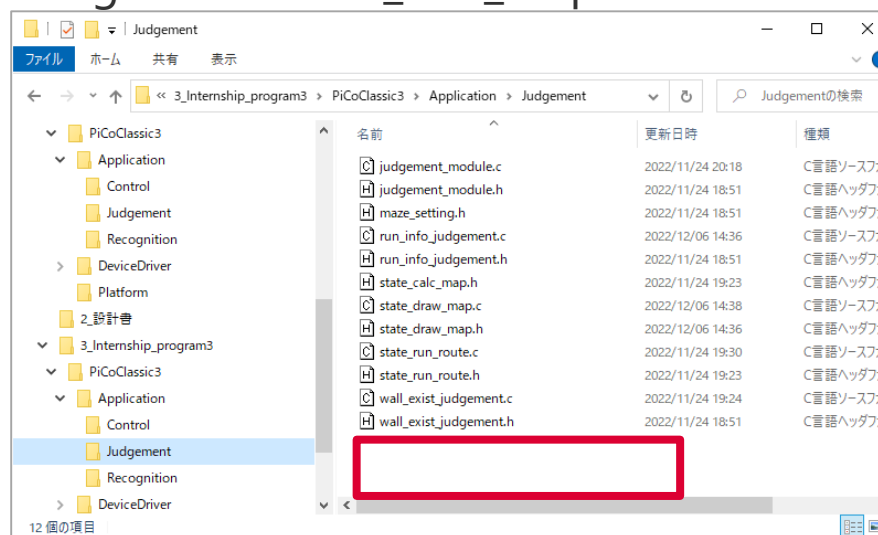 Judgement
ファイル ホーム 共有 表示
« 3_Internship_program3 › PiCoClassic3 › Application › Judgement
Judgementの検索
PiCoClassic3
Application
Control
Judgement
Recognition
DeviceDriver
Platform
2_設計書
3_Internship_program3
PiCoClassic3
Application
Control
Judgement
Recognition
DeviceDriver
名前 更新日時 種類
judgement_module.c 2022/11/24 20:18 C言語ソースフ
judgement_module.h 2022/11/24 18:51 C言語ヘッダフ
maze_setting.h 2022/11/24 18:51 C言語ヘッダフ
run_info_judgement.c 2022/12/06 14:36 C言語ソースフ
run_info_judgement.h 2022/11/24 18:51 C言語ヘッダフ
state_calc_map.h 2022/11/24 19:23 C言語ヘッダフ
state_draw_map.c 2022/12/06 14:38 C言語ソースフ
state_draw_map.h 2022/12/06 14:36 C言語ヘッダフ
state_run_route.c 2022/11/24 19:30 C言語ソースフ
state_run_route.h 2022/11/24 19:23 C言語ヘッダフ
wall_exist_judgement.c 2022/11/24 19:24 C言語ソースフ
wall_exist_judgement.h 2022/11/24 18:51 C言語ヘッダフ
12 個の項目